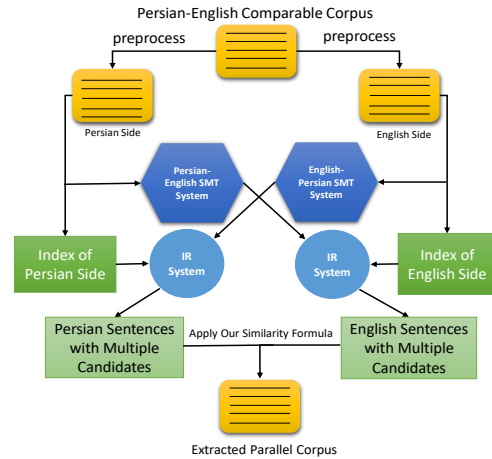 Persian-English Comparable Corpus
preprocess
preprocess
Persian Side
English Side
Persian-
English SMT
System
English-
Persian SMT
System
Index of
Persian Side
IR
System
IR
System
Index of
English Side
Persian Sentences
with Multiple
Candidates
Apply Our Similarity Formula
English Sentences
with Multiple
Candidates
Extracted Parallel Corpus